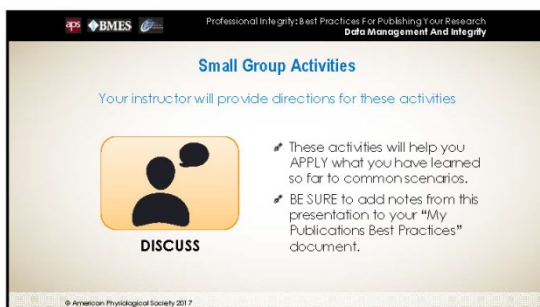 aps BMES Professional Integrity: Best Practices For Publishing Your Research
Data Management And Integrity
Small Group Activities
Your instructor will provide directions for these activities
These activities will help you
APPLY what you have learned
so far to common scenarios.
BE SURE to add notes from this
presentation to your “My
Publications Best Practices”
document.
DISCUSS
© American Physiological Society 2017